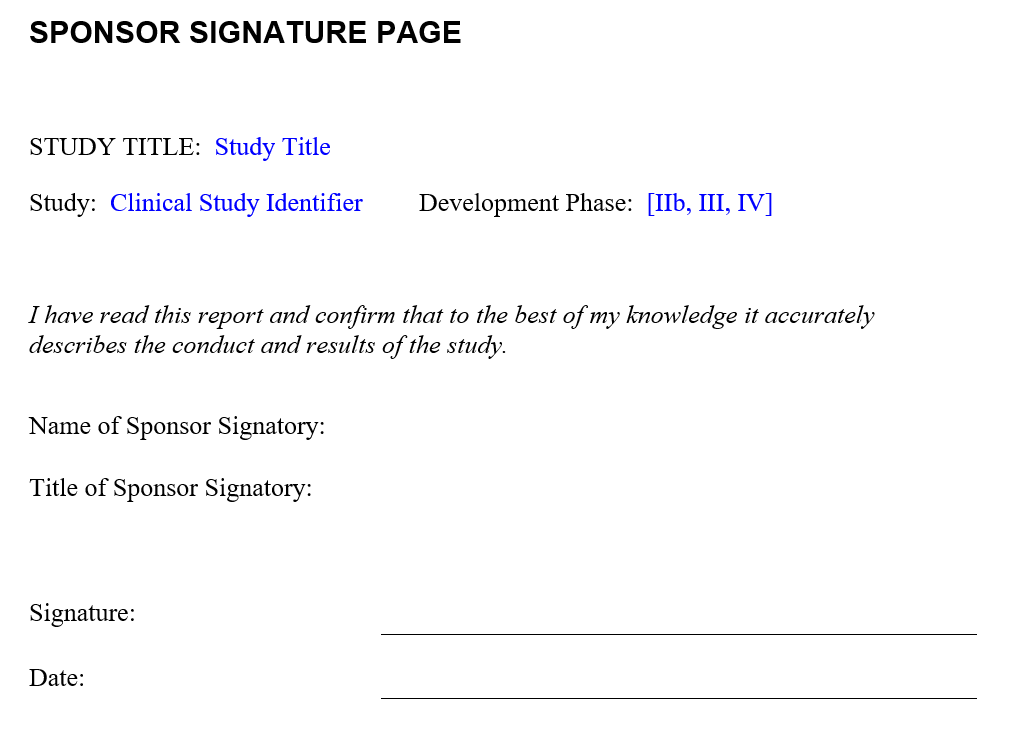 SPONSOR SIGNATURE PAGE
STUDY TITLE: Study Title
Study: Clinical Study Identifier Development Phase: [IIb, III, IV]
I have read this report and confirm that to the best of my knowledge it accurately
describes the conduct and results of the study.
Name of Sponsor Signatory:
Title of Sponsor Signatory:
Signature:
Date: